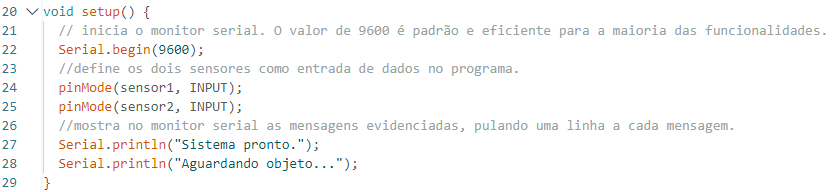 20 void setup() {
21 // inicia o monitor serial. O valor de 9600 é padrão e eficiente para a maioria das funcionalidades.
22 Serial.begin(9600);
23 //define os dois sensores como entrada de dados no programa.
24 pinMode(sensor1, INPUT);
25 pinMode(sensor2, INPUT);
26 //mostra no monitor serial as mensagens evidenciadas, pulando uma linha a cada mensagem.
27 Serial.println("Sistema pronto.");
28 Serial.println("Aguardando objeto...");
29 }